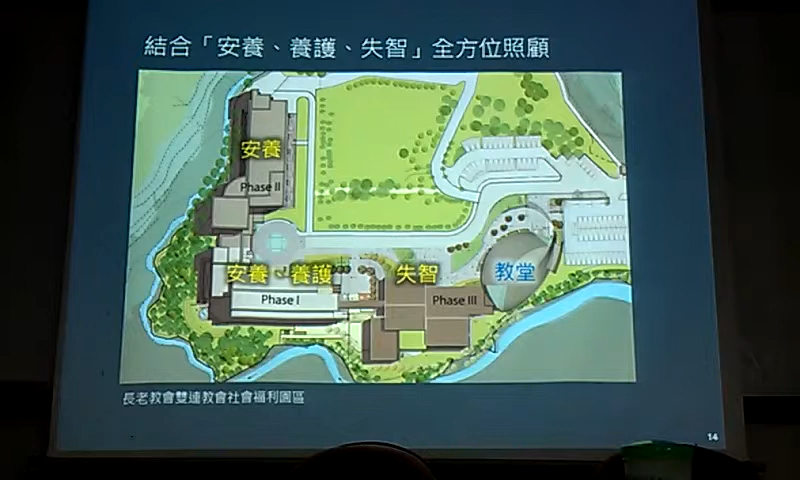 結合「安養、養護、失智」全方位照顧
安養
Phase II
安養、養護
失智
教堂
Phase I
Phase III
長老教會雙連教會社會福利園區
14